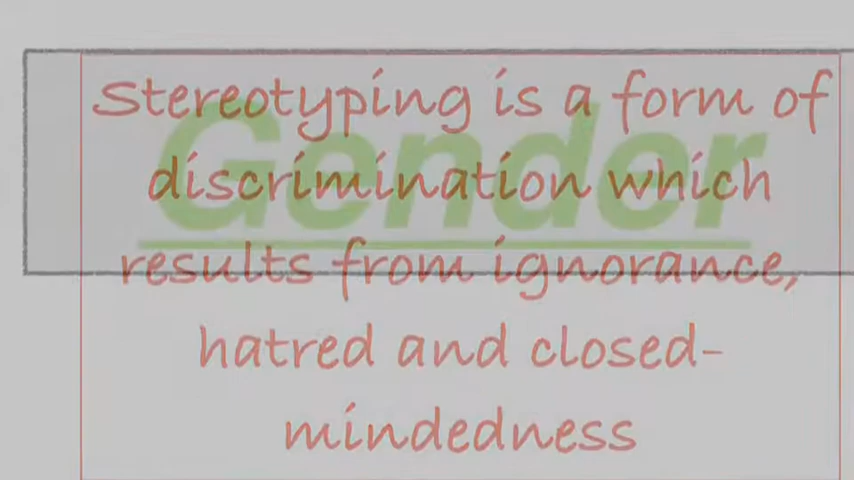 Stereotyping is a form of
Gender
discrimination which
results from ignorance,
hatred and closed-
mindedness